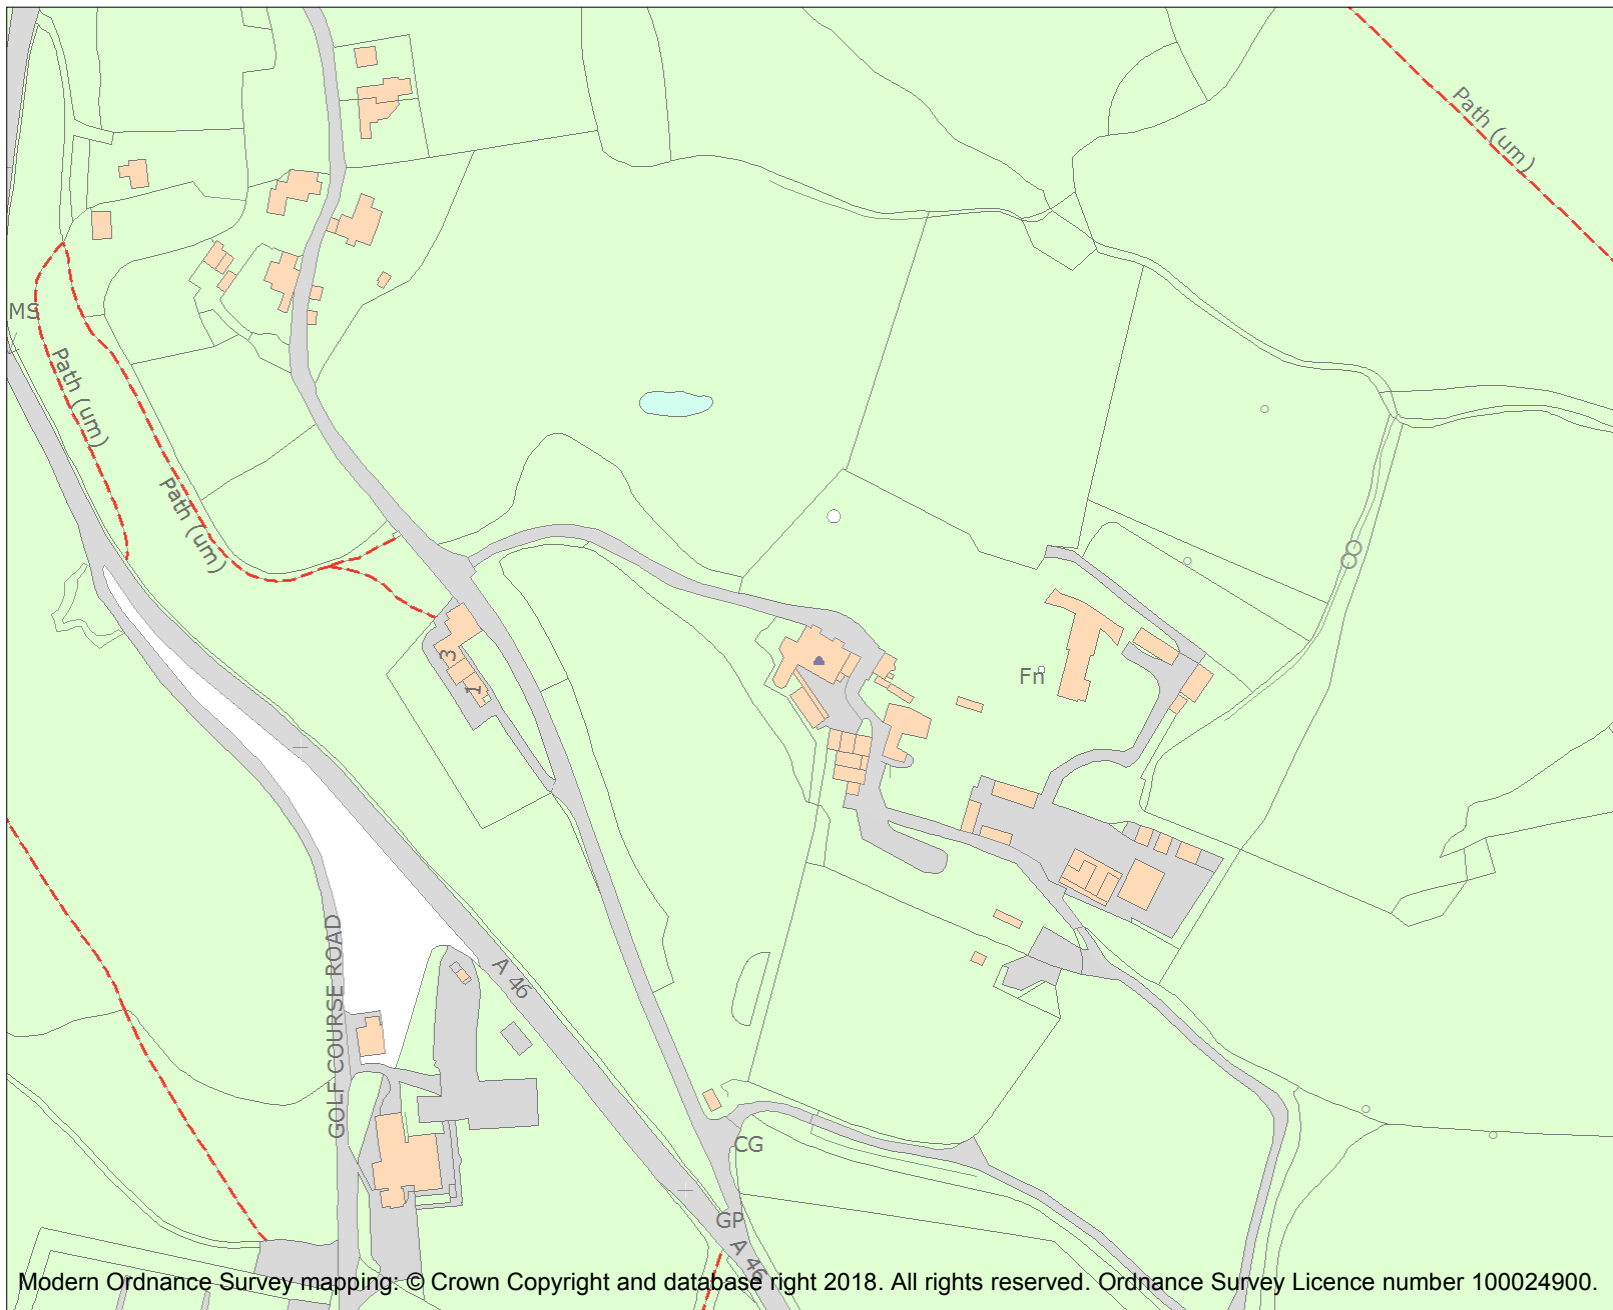 Path (um)
MS
Path (um)
Path (um)
3
1
Fn
GOLF COURSE ROAD
A 46
CG
GP
A 46
Modern Ordnance Survey mapping: © Crown Copyright and database right 2018. All rights reserved. Ordnance Survey Licence number 100024900.